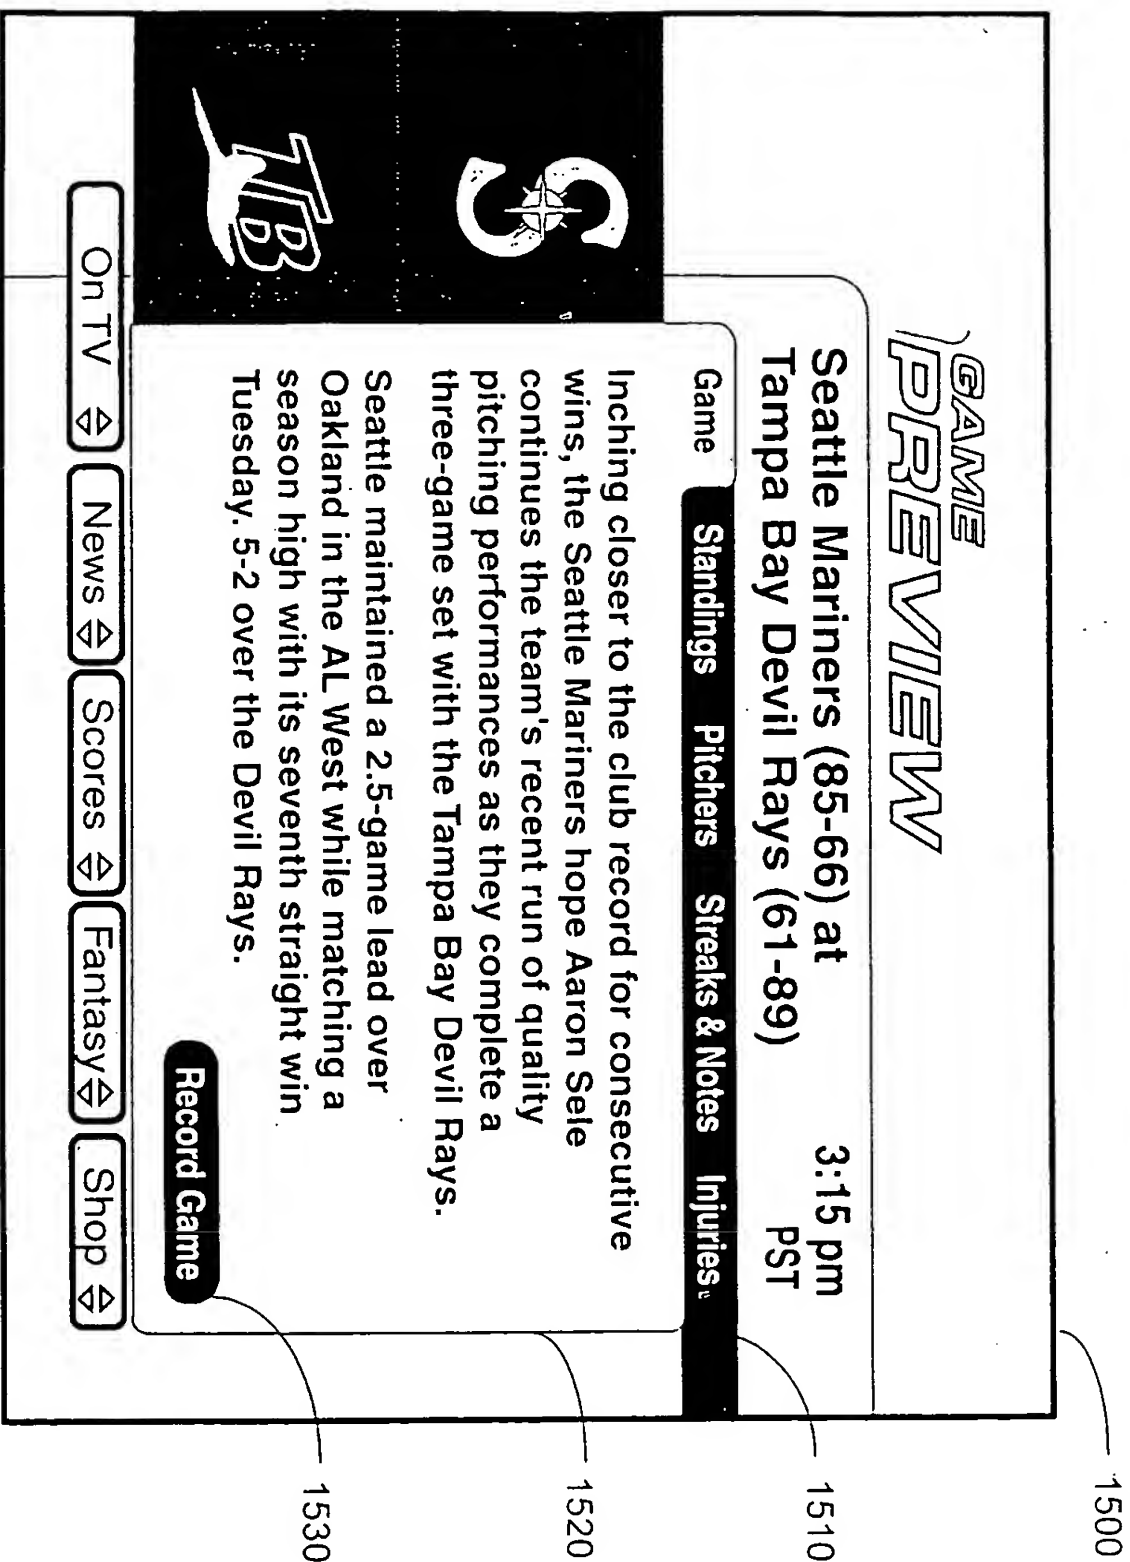 GAME
PREVIEW
Seattle Mariners (85-66) at
Tampa Bay Devil Rays (61-89)
3:15 pm
PST
Game Standings Pitchers Streaks & Notes Injuries
S
TB
Inching closer to the club record for consecutive
wins, the Seattle Mariners hope Aaron Sele
continues the team's recent run of quality
pitching performances as they complete a
three-game set with the Tampa Bay Devil Rays.
Seattle maintained a 2.5-game lead over
Oakland in the AL West while matching a
season high with its seventh straight win
Tuesday. 5-2 over the Devil Rays.
Record Game
On TV News Scores Fantasy Shop
1500
1510
1520
1530